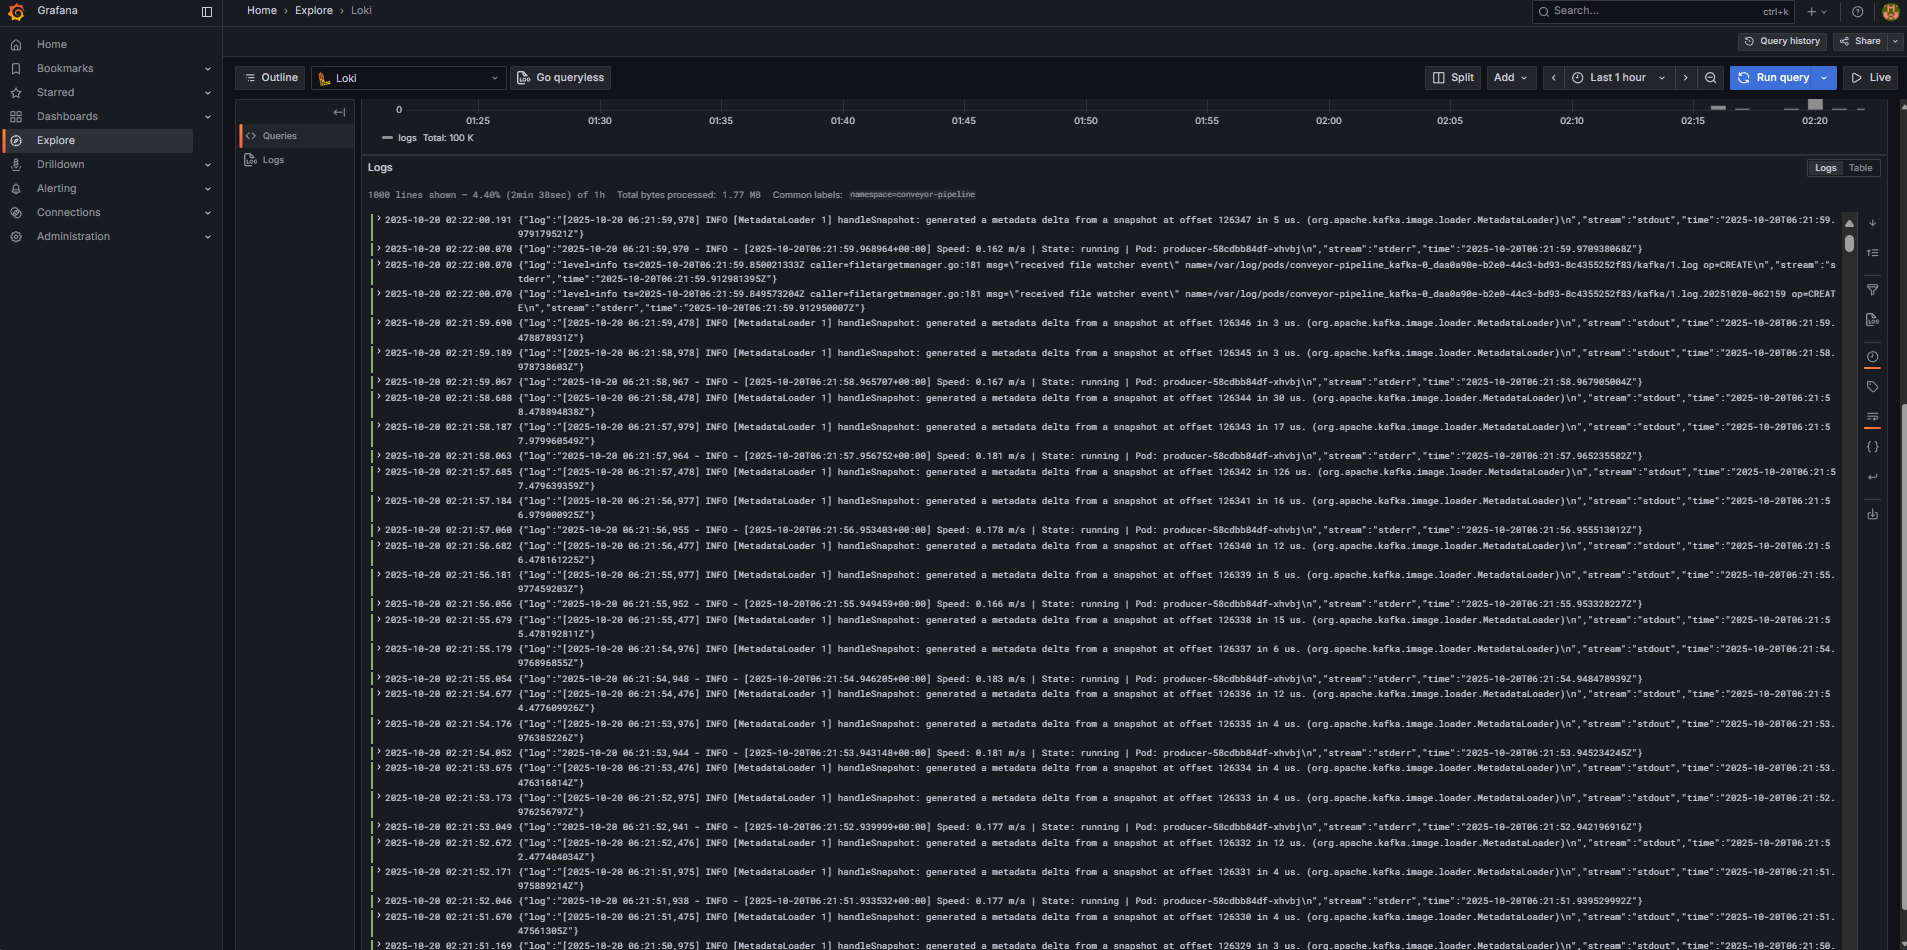 Grafana
Home › Explore › Loki
Search...
ctrl+k
Home
Bookmarks
Starred
Dashboards
Explore
Drilldown
Alerting
Connections
Administration
Query history
Share
Outline
Loki
Go queryless
Split
Add
Last 1 hour
Run query
Live
Queries
Logs
0
01:25 01:30 01:35 01:40 01:45 01:50 01:55 02:00 02:05 02:10 02:15 02:20
logs Total: 100 K
Logs
Logs Table
1000 lines shown — 4.40% (2min 38sec) of 1h Total bytes processed: 1.77 MB Common labels: namespace=conveyor-pipeline
2025-10-20 02:22:00.191 {"log":"[2025-10-20 06:21:59,978] INFO [MetadataLoader 1] handleSnapshot: generated a metadata delta from a snapshot at offset 126347 in 5 us. (org.apache.kafka.image.loader.MetadataLoader)\n","stream":"stdout","time":"2025-10-20T06:21:59.
979179521Z"}
2025-10-20 02:22:00.070 {"log":"2025-10-20 06:21:59,970 - INFO - [2025-10-20T06:21:59.968964+00:00] Speed: 0.162 m/s | State: running | Pod: producer-58cdbb84df-xhvbj\n","stream":"stderr","time":"2025-10-20T06:21:59.970938068Z"}
2025-10-20 02:22:00.070 {"log":"level=info ts=2025-10-20T06:21:59.850021333Z caller=filetargetmanager.go:181 msg=\"received file watcher event\" name=/var/log/pods/conveyor-pipeline_kafka-0_daa0a90e-b2e0-44c3-bd93-8c4355252f83/kafka/1.log op=CREATE\n","stream":"s
tderr","time":"2025-10-20T06:21:59.912981395Z"}
2025-10-20 02:22:00.070 {"log":"level=info ts=2025-10-20T06:21:59.849573204Z caller=filetargetmanager.go:181 msg=\"received file watcher event\" name=/var/log/pods/conveyor-pipeline_kafka-0_daa0a90e-b2e0-44c3-bd93-8c4355252f83/kafka/1.log.20251020-062159 op=CREAT
E\n","stream":"stderr","time":"2025-10-20T06:21:59.912950007Z"}
2025-10-20 02:21:59.690 {"log":"[2025-10-20 06:21:59,478] INFO [MetadataLoader 1] handleSnapshot: generated a metadata delta from a snapshot at offset 126346 in 3 us. (org.apache.kafka.image.loader.MetadataLoader)\n","stream":"stdout","time":"2025-10-20T06:21:59.
478878931Z"}
2025-10-20 02:21:59.189 {"log":"[2025-10-20 06:21:58,978] INFO [MetadataLoader 1] handleSnapshot: generated a metadata delta from a snapshot at offset 126345 in 3 us. (org.apache.kafka.image.loader.MetadataLoader)\n","stream":"stdout","time":"2025-10-20T06:21:58.
978738603Z"}
2025-10-20 02:21:59.067 {"log":"2025-10-20 06:21:58,967 - INFO - [2025-10-20T06:21:58.965707+00:00] Speed: 0.167 m/s | State: running | Pod: producer-58cdbb84df-xhvbj\n","stream":"stderr","time":"2025-10-20T06:21:58.967905004Z"}
2025-10-20 02:21:58.688 {"log":"[2025-10-20 06:21:58,478] INFO [MetadataLoader 1] handleSnapshot: generated a metadata delta from a snapshot at offset 126344 in 30 us. (org.apache.kafka.image.loader.MetadataLoader)\n","stream":"stdout","time":"2025-10-20T06:21:5
8.478894838Z"}
2025-10-20 02:21:58.187 {"log":"[2025-10-20 06:21:57,979] INFO [MetadataLoader 1] handleSnapshot: generated a metadata delta from a snapshot at offset 126343 in 17 us. (org.apache.kafka.image.loader.MetadataLoader)\n","stream":"stdout","time":"2025-10-20T06:21:5
7.979960549Z"}
2025-10-20 02:21:58.063 {"log":"2025-10-20 06:21:57,964 - INFO - [2025-10-20T06:21:57.956752+00:00] Speed: 0.181 m/s | State: running | Pod: producer-58cdbb84df-xhvbj\n","stream":"stderr","time":"2025-10-20T06:21:57.965235582Z"}
2025-10-20 02:21:57.685 {"log":"[2025-10-20 06:21:57,478] INFO [MetadataLoader 1] handleSnapshot: generated a metadata delta from a snapshot at offset 126342 in 126 us. (org.apache.kafka.image.loader.MetadataLoader)\n","stream":"stdout","time":"2025-10-20T06:21:5
7.479639359Z"}
2025-10-20 02:21:57.184 {"log":"[2025-10-20 06:21:56,977] INFO [MetadataLoader 1] handleSnapshot: generated a metadata delta from a snapshot at offset 126341 in 16 us. (org.apache.kafka.image.loader.MetadataLoader)\n","stream":"stdout","time":"2025-10-20T06:21:5
6.979000925Z"}
2025-10-20 02:21:57.060 {"log":"2025-10-20 06:21:56,955 - INFO - [2025-10-20T06:21:56.953403+00:00] Speed: 0.178 m/s | State: running | Pod: producer-58cdbb84df-xhvbj\n","stream":"stderr","time":"2025-10-20T06:21:56.955513012Z"}
2025-10-20 02:21:56.682 {"log":"[2025-10-20 06:21:56,477] INFO [MetadataLoader 1] handleSnapshot: generated a metadata delta from a snapshot at offset 126340 in 12 us. (org.apache.kafka.image.loader.MetadataLoader)\n","stream":"stdout","time":"2025-10-20T06:21:5
6.478161225Z"}
2025-10-20 02:21:56.181 {"log":"[2025-10-20 06:21:55,977] INFO [MetadataLoader 1] handleSnapshot: generated a metadata delta from a snapshot at offset 126339 in 5 us. (org.apache.kafka.image.loader.MetadataLoader)\n","stream":"stdout","time":"2025-10-20T06:21:55.
977459203Z"}
2025-10-20 02:21:56.056 {"log":"2025-10-20 06:21:55,952 - INFO - [2025-10-20T06:21:55.949459+00:00] Speed: 0.166 m/s | State: running | Pod: producer-58cdbb84df-xhvbj\n","stream":"stderr","time":"2025-10-20T06:21:55.953328227Z"}
2025-10-20 02:21:55.679 {"log":"[2025-10-20 06:21:55,477] INFO [MetadataLoader 1] handleSnapshot: generated a metadata delta from a snapshot at offset 126338 in 15 us. (org.apache.kafka.image.loader.MetadataLoader)\n","stream":"stdout","time":"2025-10-20T06:21:5
5.478192811Z"}
2025-10-20 02:21:55.179 {"log":"[2025-10-20 06:21:54,976] INFO [MetadataLoader 1] handleSnapshot: generated a metadata delta from a snapshot at offset 126337 in 6 us. (org.apache.kafka.image.loader.MetadataLoader)\n","stream":"stdout","time":"2025-10-20T06:21:54.
976896855Z"}
2025-10-20 02:21:55.054 {"log":"2025-10-20 06:21:54,948 - INFO - [2025-10-20T06:21:54.946205+00:00] Speed: 0.183 m/s | State: running | Pod: producer-58cdbb84df-xhvbj\n","stream":"stderr","time":"2025-10-20T06:21:54.948478939Z"}
2025-10-20 02:21:54.677 {"log":"[2025-10-20 06:21:54,476] INFO [MetadataLoader 1] handleSnapshot: generated a metadata delta from a snapshot at offset 126336 in 12 us. (org.apache.kafka.image.loader.MetadataLoader)\n","stream":"stdout","time":"2025-10-20T06:21:5
4.477609926Z"}
2025-10-20 02:21:54.176 {"log":"[2025-10-20 06:21:53,976] INFO [MetadataLoader 1] handleSnapshot: generated a metadata delta from a snapshot at offset 126335 in 4 us. (org.apache.kafka.image.loader.MetadataLoader)\n","stream":"stdout","time":"2025-10-20T06:21:53.
976385226Z"}
2025-10-20 02:21:54.052 {"log":"2025-10-20 06:21:53,944 - INFO - [2025-10-20T06:21:53.943148+00:00] Speed: 0.181 m/s | State: running | Pod: producer-58cdbb84df-xhvbj\n","stream":"stderr","time":"2025-10-20T06:21:53.945234245Z"}
2025-10-20 02:21:53.675 {"log":"[2025-10-20 06:21:53,476] INFO [MetadataLoader 1] handleSnapshot: generated a metadata delta from a snapshot at offset 126334 in 4 us. (org.apache.kafka.image.loader.MetadataLoader)\n","stream":"stdout","time":"2025-10-20T06:21:53.
476316814Z"}
2025-10-20 02:21:53.173 {"log":"[2025-10-20 06:21:52,975] INFO [MetadataLoader 1] handleSnapshot: generated a metadata delta from a snapshot at offset 126333 in 4 us. (org.apache.kafka.image.loader.MetadataLoader)\n","stream":"stdout","time":"2025-10-20T06:21:52.
976256797Z"}
2025-10-20 02:21:53.049 {"log":"2025-10-20 06:21:52,941 - INFO - [2025-10-20T06:21:52.939999+00:00] Speed: 0.177 m/s | State: running | Pod: producer-58cdbb84df-xhvbj\n","stream":"stderr","time":"2025-10-20T06:21:52.942196916Z"}
2025-10-20 02:21:52.672 {"log":"[2025-10-20 06:21:52,476] INFO [MetadataLoader 1] handleSnapshot: generated a metadata delta from a snapshot at offset 126332 in 12 us. (org.apache.kafka.image.loader.MetadataLoader)\n","stream":"stdout","time":"2025-10-20T06:21:5
2.477404034Z"}
2025-10-20 02:21:52.171 {"log":"[2025-10-20 06:21:51,975] INFO [MetadataLoader 1] handleSnapshot: generated a metadata delta from a snapshot at offset 126331 in 4 us. (org.apache.kafka.image.loader.MetadataLoader)\n","stream":"stdout","time":"2025-10-20T06:21:51.
975889214Z"}
2025-10-20 02:21:52.046 {"log":"2025-10-20 06:21:51,938 - INFO - [2025-10-20T06:21:51.933532+00:00] Speed: 0.177 m/s | State: running | Pod: producer-58cdbb84df-xhvbj\n","stream":"stderr","time":"2025-10-20T06:21:51.939529992Z"}
2025-10-20 02:21:51.670 {"log":"[2025-10-20 06:21:51,475] INFO [MetadataLoader 1] handleSnapshot: generated a metadata delta from a snapshot at offset 126330 in 4 us. (org.apache.kafka.image.loader.MetadataLoader)\n","stream":"stdout","time":"2025-10-20T06:21:51.
475613052"}
2025-10-20 02:21:51.169 {"log":"[2025-10-20 06:21:50,975] INFO [MetadataLoader 1] handleSnapshot: generated a metadata delta from a snapshot at offset 126329 in 3 us. (org.apache.kafka.image.loader.MetadataLoader)\n","stream":"stdout","time":"2025-10-20T06:21:50.